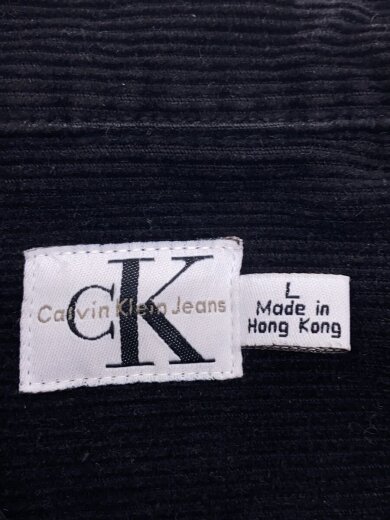 cK
Calvin Klein Jeans
L
Made in
Hong Kong